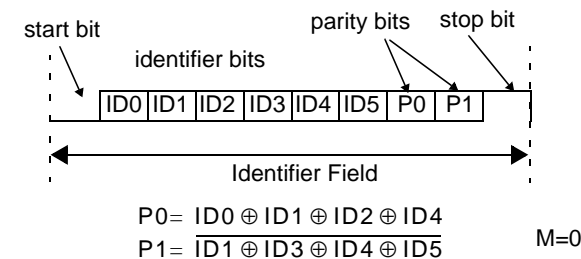 start bit
identifier bits
parity bits
stop bit
ID0 ID1 ID2 ID3 ID4 ID5 P0 P1
Identifier Field
P0= ID0 ⊕ ID1 ⊕ ID2 ⊕ ID4
P1= ID1 ⊕ ID3 ⊕ ID4 ⊕ ID5
M=0